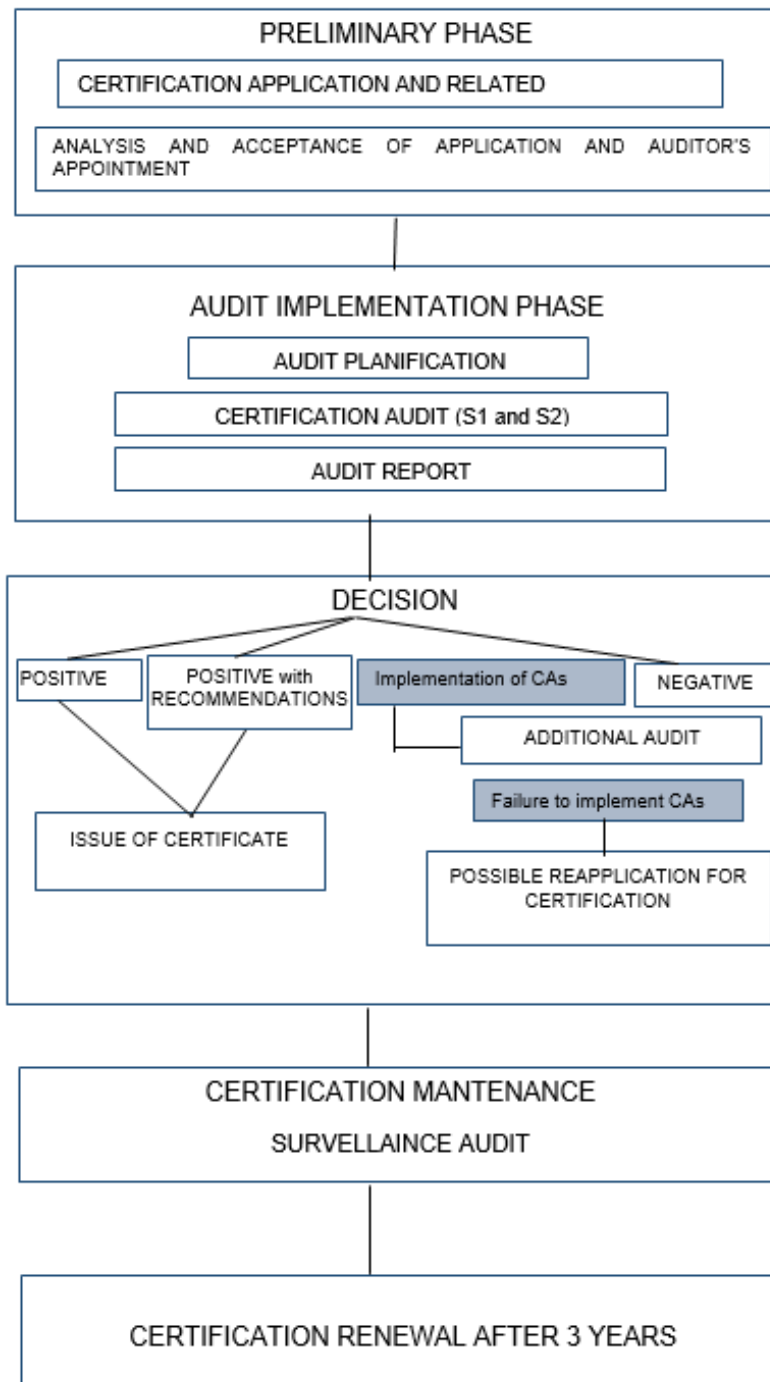 PRELIMINARY PHASE
CERTIFICATION APPLICATION AND RELATED
ANALYSIS AND ACCEPTANCE OF APPLICATION AND AUDITOR'S
APPOINTMENT
AUDIT IMPLEMENTATION PHASE
AUDIT PLANIFICATION
CERTIFICATION AUDIT (S1 and S2)
AUDIT REPORT
DECISION
POSITIVE
POSITIVE with
RECOMMENDATIONS
Implementation of CAs
NEGATIVE
ADDITIONAL AUDIT
Failure to implement CAs
ISSUE OF CERTIFICATE
POSSIBLE REAPPLICATION FOR
CERTIFICATION
CERTIFICATION MANTENANCE
SURVELLAINCE AUDIT
CERTIFICATION RENEWAL AFTER 3 YEARS